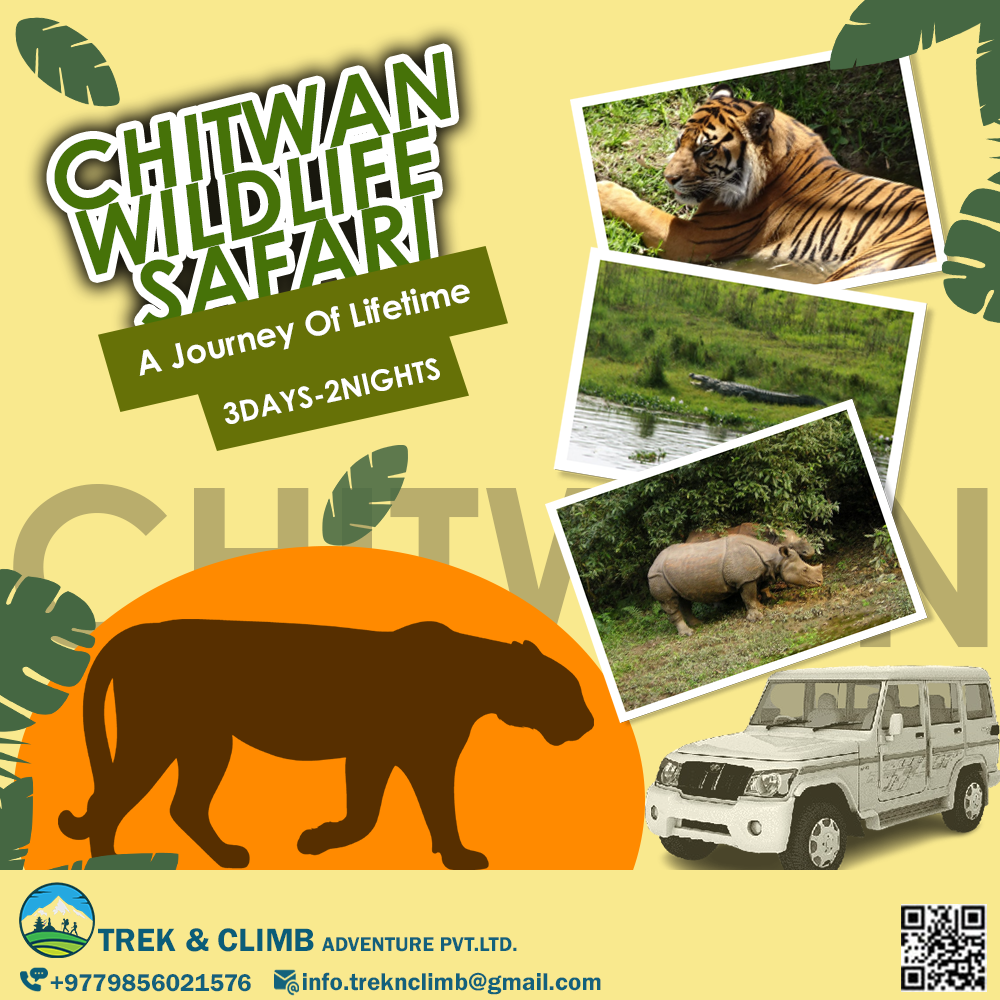 CHITWAN
WILDLIFE
SAFARI
A Journey Of Lifetime
3DAYS-2NIGHTS
CHITWAN
TREK & CLIMB ADVENTURE PVT.LTD.
+9779856021576 info.treknclimb@gmail.com